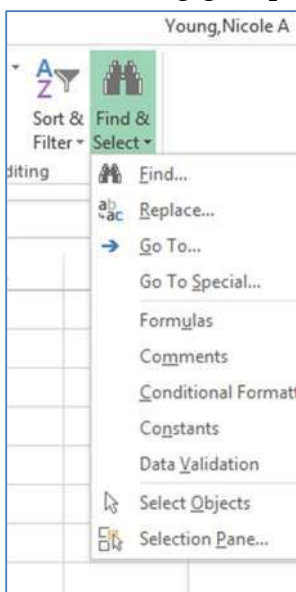 Young,Nicole A
Sort & Find &
Filter Select
diting
Find...
Replace...
Go To...
Go To Special...
Formulas
Comments
Conditional Formatt
Constants
Data Validation
Select Objects
Selection Pane...